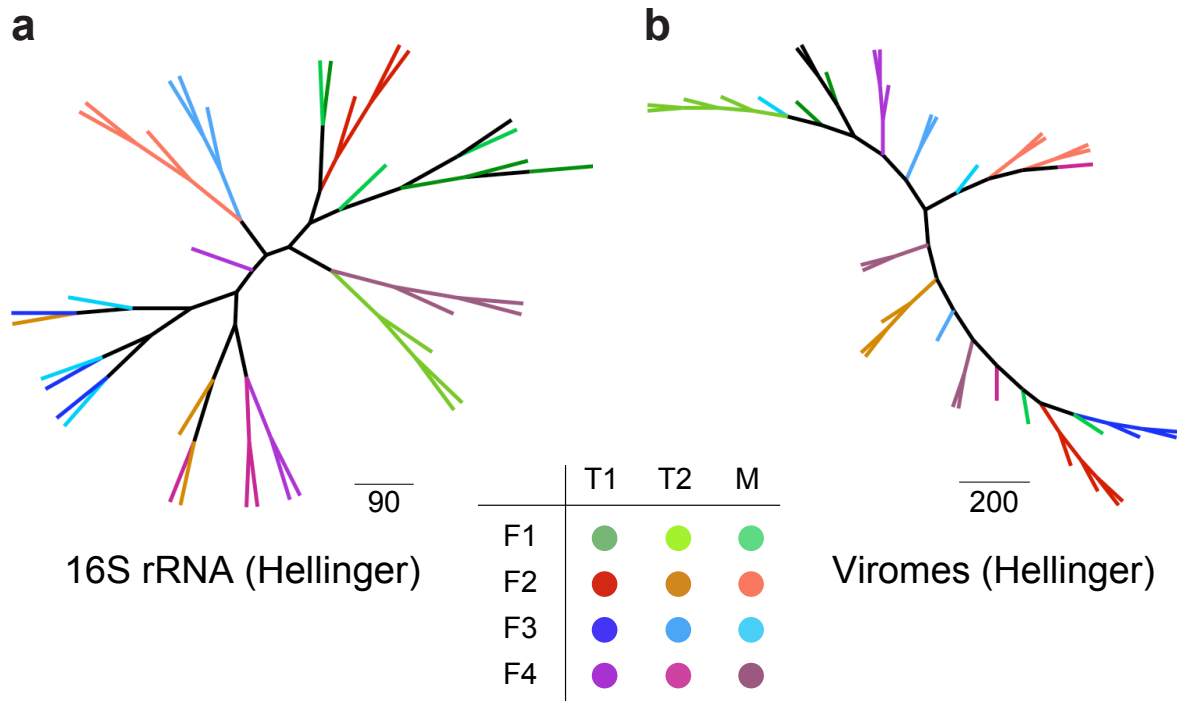 a
b
90
200
16S rRNA (Hellinger)
Viromes (Hellinger)
T1 T2 M
F1
F2
F3
F4